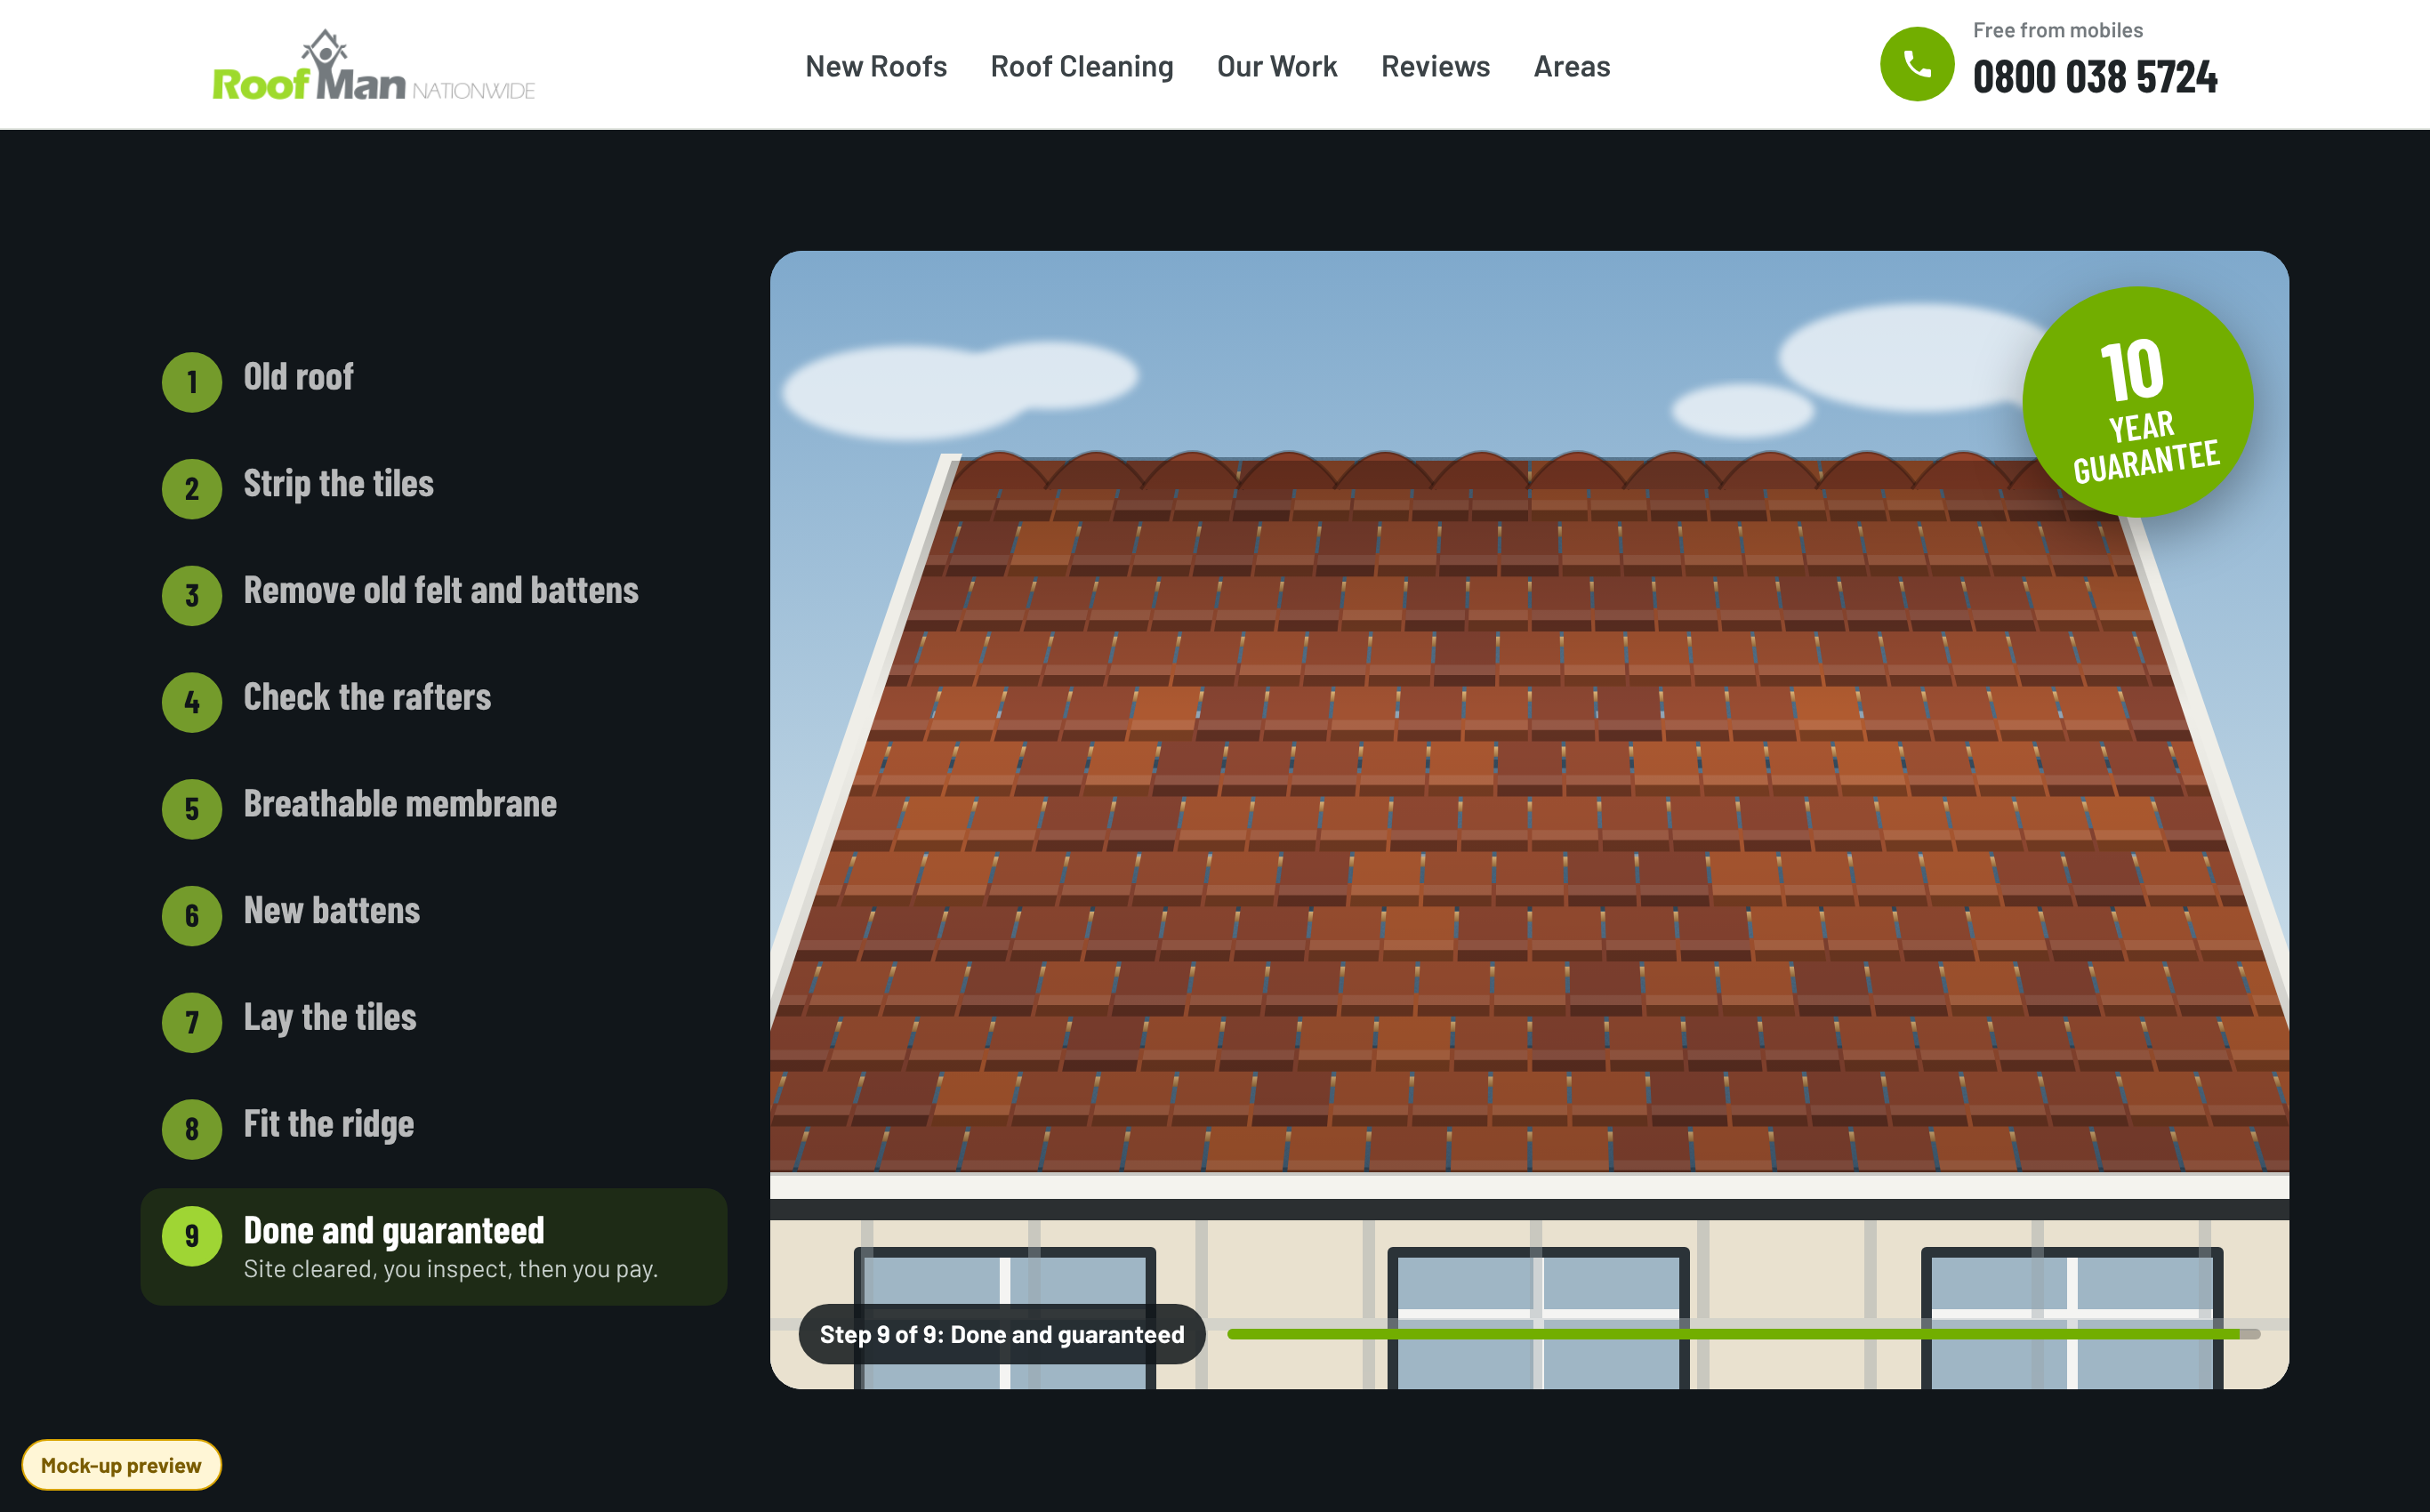 RoofMan NATIONWIDE
New Roofs
Roof Cleaning
Our Work
Reviews
Areas
Free from mobiles
0800 038 5724
1
Old roof
2
Strip the tiles
3
Remove old felt and battens
4
Check the rafters
5
Breathable membrane
6
New battens
7
Lay the tiles
8
Fit the ridge
9
Done and guaranteed
Site cleared, you inspect, then you pay.
10
YEAR
GUARANTEE
Step 9 of 9: Done and guaranteed
Mock-up preview